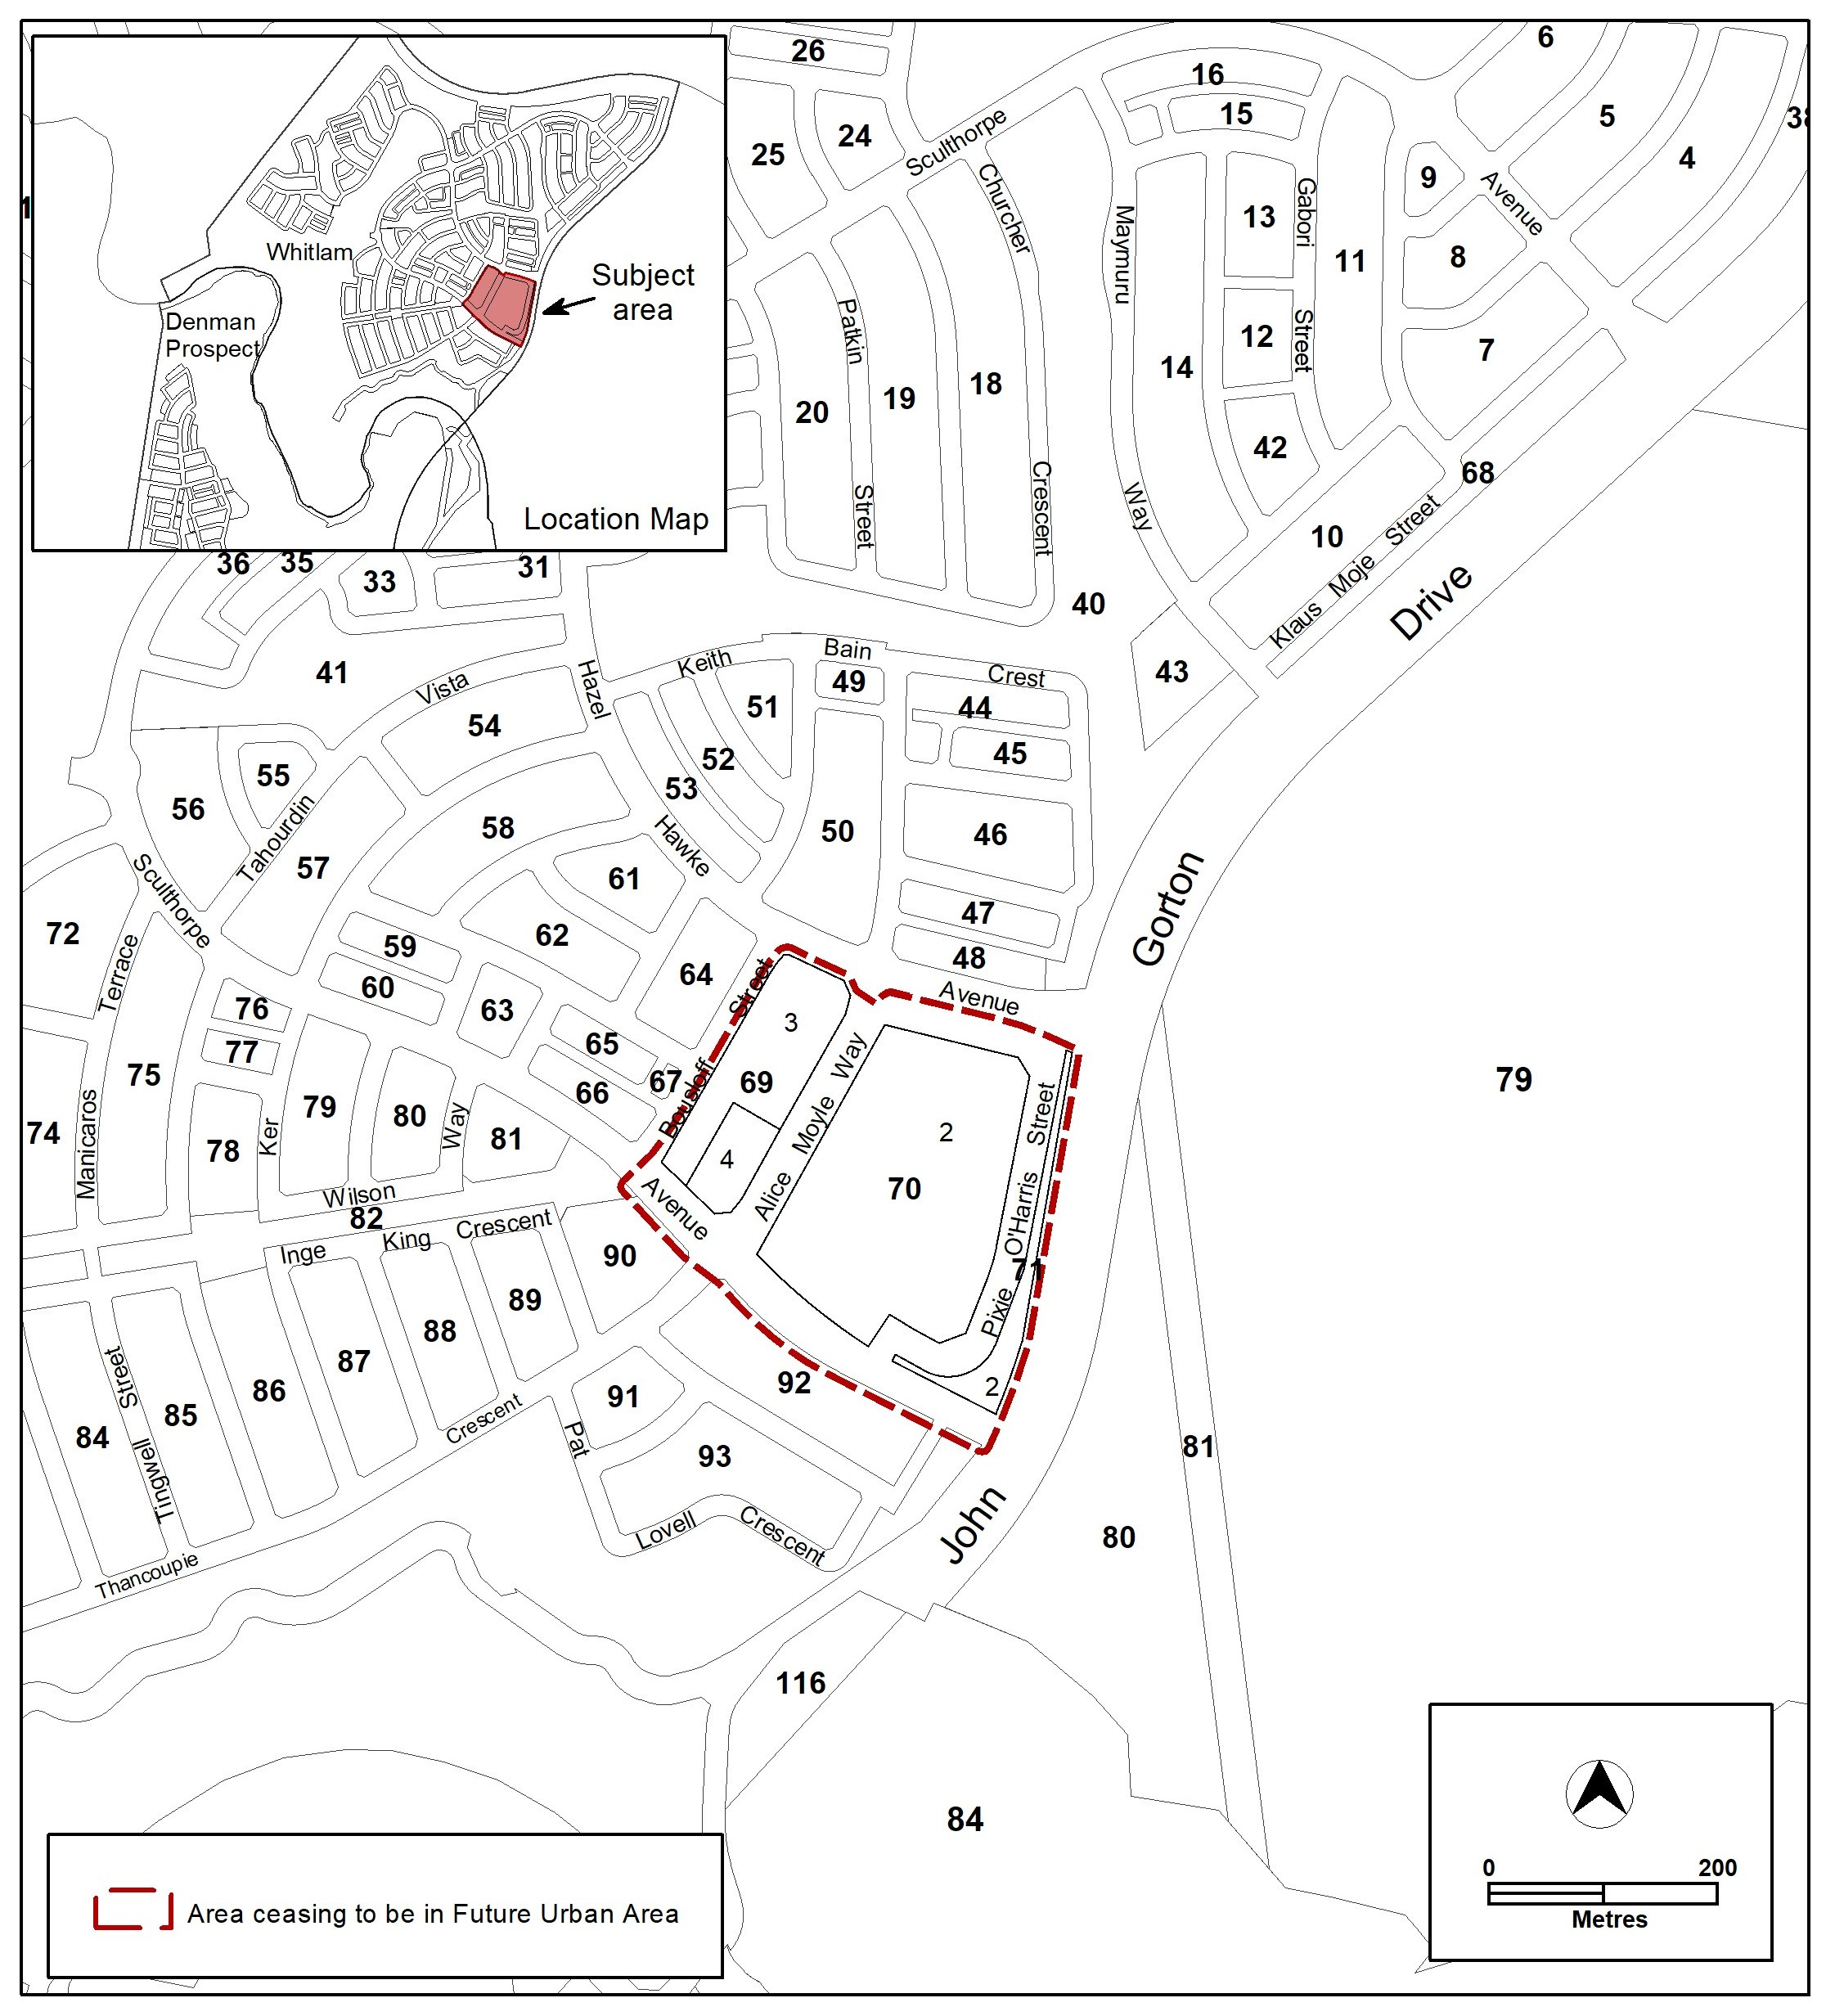 26
6
16
15
5
38
25
24
Sculthorpe
4
1
9
Avenue
Churcher
Gabori
13
Maymuru
11
8
Whitlam
Subject
area
Denman
Prospect
Location Map
Patkin
Street
12
7
14
20
19
18
42
68
Street
Crescent
Way
10
Klaus Moje Street
Drive
36
35
33
31
40
41
Vista
Hazel
Keith
Bain
Crest
43
49
51
44
54
52
45
55
53
56
Tahourdin
58
Hawke
50
46
57
61
Sculthorpe
Gorton
47
72
59
62
48
Terrace
60
64
Street
Avenue
76
63
3
77
65
Way
75
67
69
79
66
Manicaros
79
80
Way
81
Bousloff
Moyle
Street
2
74
78
Ker
4
Alice
70
Wilson
82
Avenue
O'Harris
Inge King Crescent
90
71
Pixie
89
88
87
92
2
Street
86
91
85
Crescent
Pat
84
Tingwell
93
81
John
Lovell Crescent
80
Thancoupie
116
84
0
200
Metres
Area ceasing to be in Future Urban Area